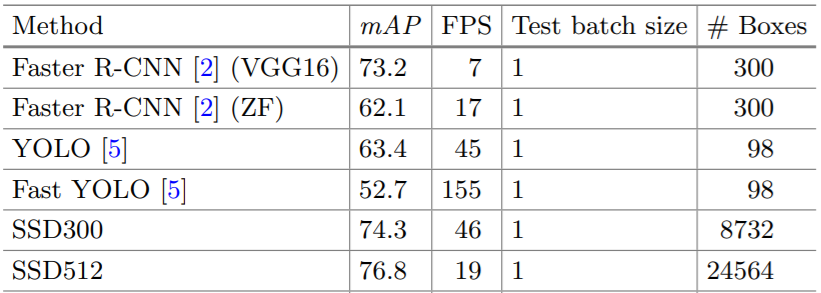 Method mAP FPS Test batch size # Boxes
Faster R-CNN [2] (VGG16) 73.2 7 1 300
Faster R-CNN [2] (ZF) 62.1 17 1 300
YOLO [5] 63.4 45 1 98
Fast YOLO [5] 52.7 155 1 98
SSD300 74.3 46 1 8732
SSD512 76.8 19 1 24564